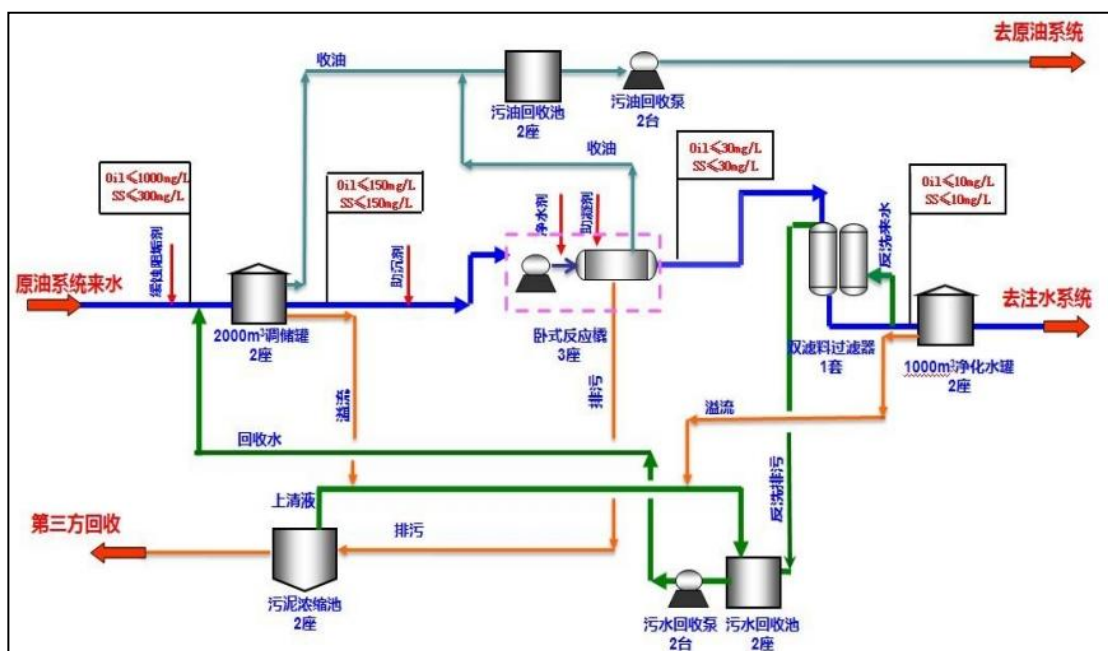 去原油系统
收油
污油回收池
2座
污油回收泵
2台
收油
Oil≤1000mg/L
SS≤300mg/L
Oil≤150mg/L
SS≤150mg/L
Oil≤30mg/L
SS≤30mg/L
Oil≤10mg/L
SS≤10mg/L
缓蚀阻垢剂
助沉剂
净水剂
助凝剂
反洗来水
原油系统来水
去注水系统
2000m³调储罐
2座
卧式反应橇
3座
双滤料过滤器
1套
1000m³净化水罐
2座
溢流
排污
溢流
回收水
反洗排污
上清液
第三方回收
排污
污泥浓缩池
2座
污水回收泵
2台
污水回收池
2座